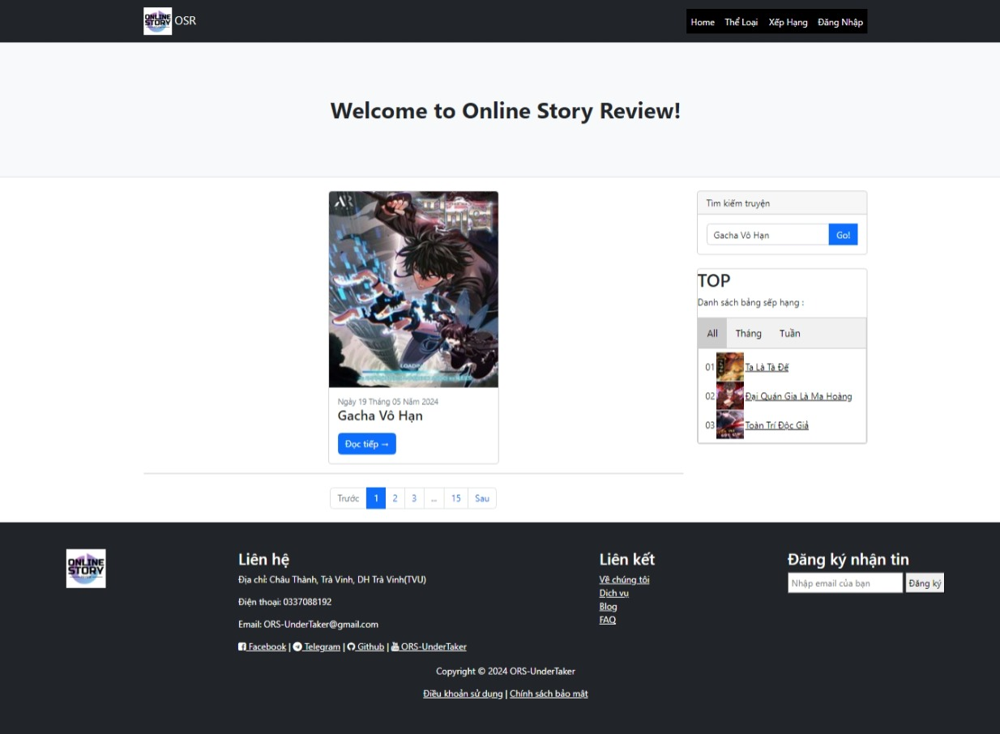 ONLINE
STORY
OSR
Home Thể Loại Xếp Hạng Đăng Nhập
Welcome to Online Story Review!
LOADING
Ngày 19 Tháng 05 Năm 2024
Gacha Vô Hạn
Đọc tiếp →
Trước 1 2 3 ... 15 Sau
Tìm kiếm truyện
Gacha Vô Hạn Go!
TOP
Danh sách bảng sếp hạng :
All Tháng Tuần
01 Ta Là Tà Đế
02 Đại Quản Gia Là Ma Hoàng
03 Toàn Trí Độc Giả
ONLINE
STORY
Liên hệ
Địa chỉ: Châu Thành, Trà Vinh, DH Trà Vinh(TVU)
Điện thoại: 0337088192
Email: ORS-UnderTaker@gmail.com
Facebook | Telegram | Github | ORS-UnderTaker
Liên kết
Về chúng tôi
Dịch vụ
Blog
FAQ
Đăng ký nhận tin
Nhập email của bạn Đăng ký
Copyright © 2024 ORS-UnderTaker
Điều khoản sử dụng | Chính sách bảo mật